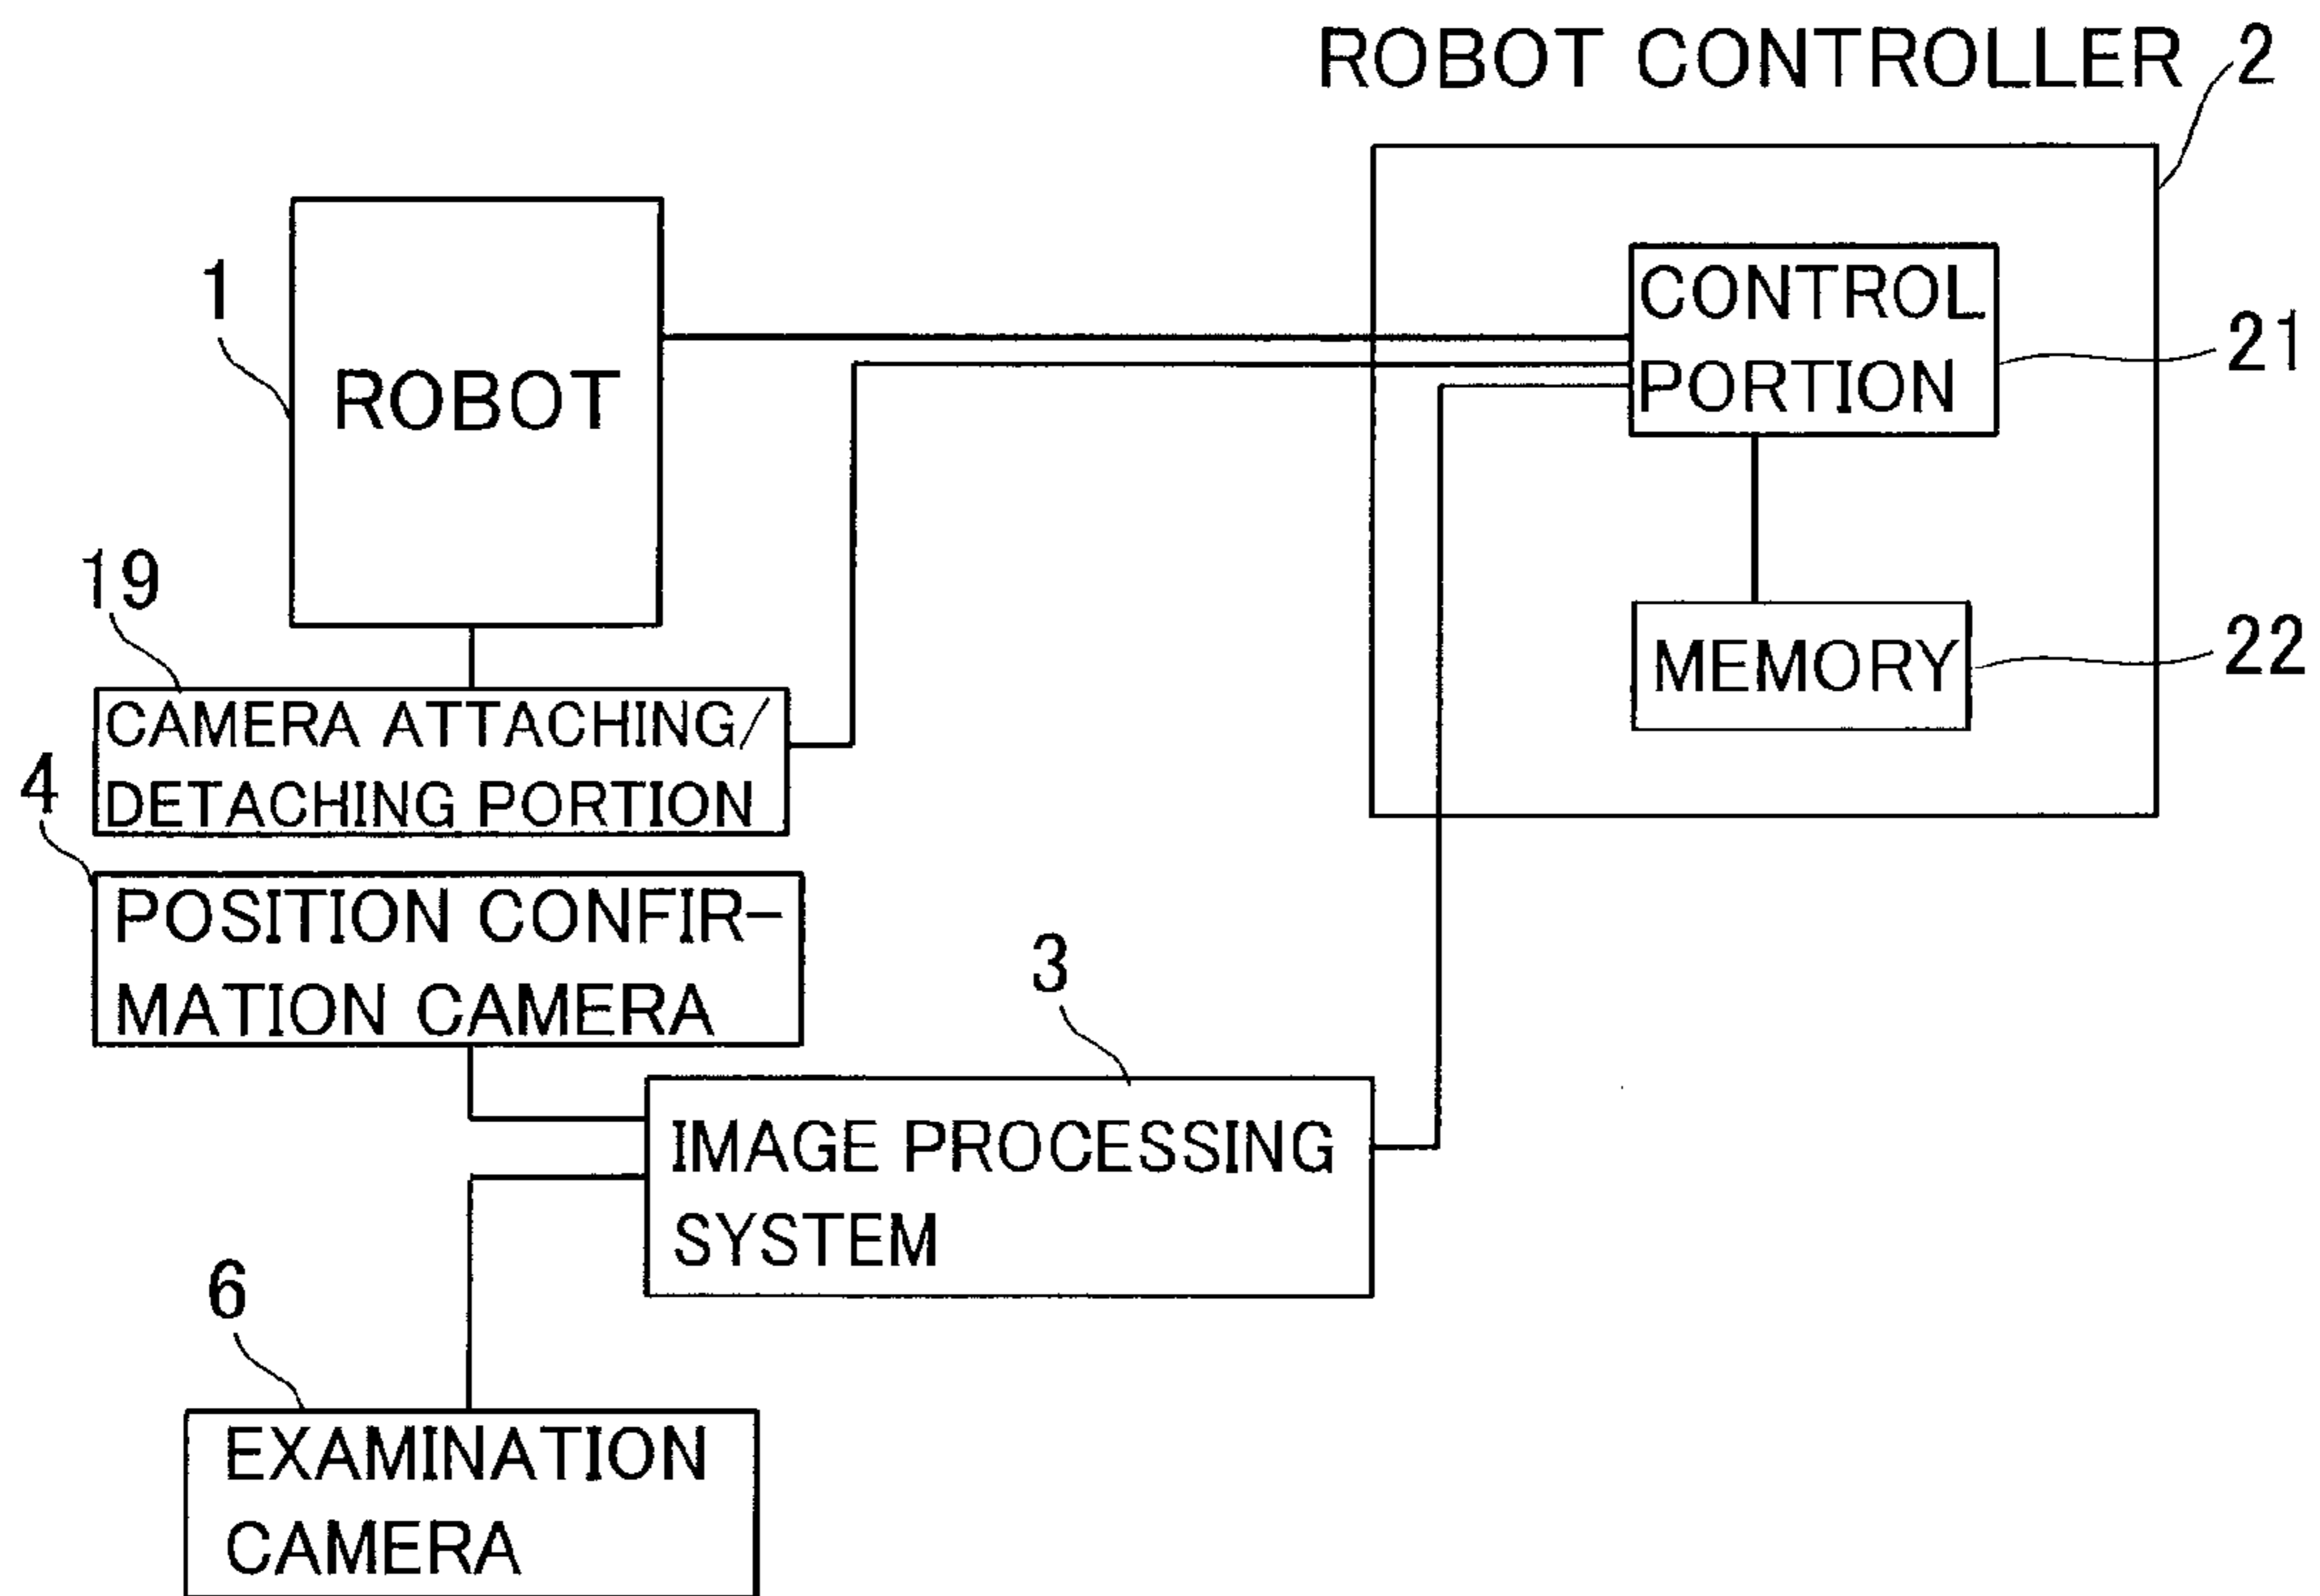 ROBOT CONTROLLER 2
1
ROBOT
CONTROL
PORTION
21
MEMORY
22
19
CAMERA ATTACHING/
DETACHING PORTION
4
POSITION CONFIR-
MATION CAMERA
3
IMAGE PROCESSING
SYSTEM
6
EXAMINATION
CAMERA